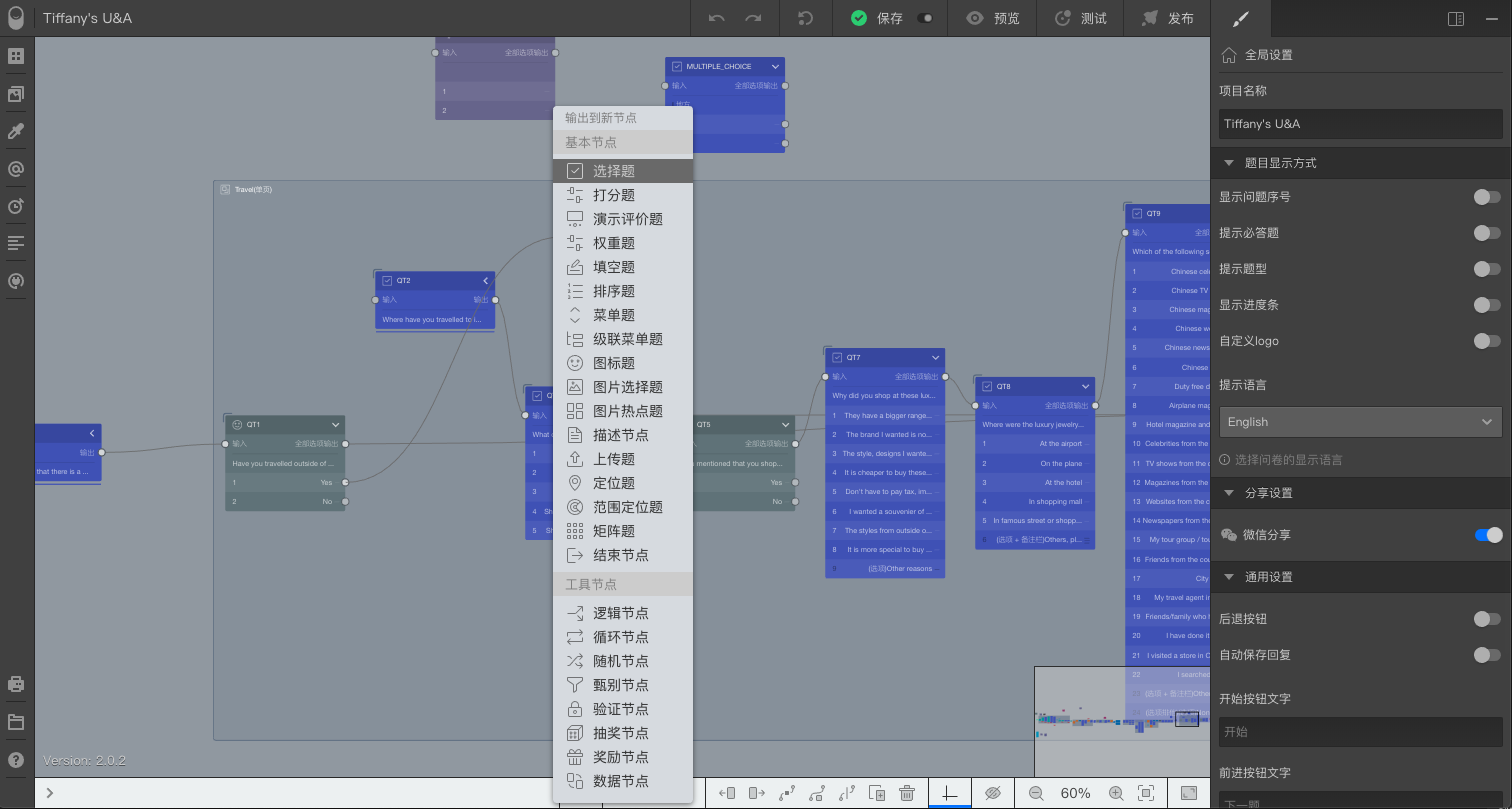 Tiffany's U&A
保存
预览
测试
发布
输入
全部选项输出
1
2
MULTIPLE_CHOICE
输入
全部选项输出
Travel(单页)
QT2
输入
输出
Where have you travelled to i...
输出
that there is a ...
QT1
输入
全部选项输出
Have you travelled outside of ...
1 Yes
2 No
输入
What
1
2
3
4
5
QT5
全部选项输出
mentioned that you shop...
Yes
No
QT7
输入
全部选项输出
Why did you shop at these lux...
1 They have a bigger range...
2 The brand I wanted is no...
3 The style, designs I wante...
4 It is cheaper to buy these...
5 Don't have to pay tax, im...
6 I wanted a souvenier of ...
7 The styles from outside o...
8 It is more special to buy ...
9 (选项)Other reasons
QT8
输入
全部选项输出
Where were the luxury jewelry...
1 At the airport
2 On the plane
3 At the hotel
4 In shopping mall
5 In famous street or shopp...
6 (选项 + 备注栏)Others, pl...
QT9
输入
Which of the following s
1 Chinese cal
2 Chinese TV
3 Chinese mag
4 Chinese w
5 Chinese news
6 Chinese
7 Duty free d
8 Airplane mag
9 Hotel magazine and
10 Celebrities from the
11 TV shows from the c
12 Magazines from the
13 Websites from the c
14 Newspapers from th
15 My tour group / tou
16 Friends from the cou
17 City
18 My travel agent i
19 Friends/family who
20 I have done it
21 I visited a store in C
22 I searched
输出到新节点
基本节点
选择题
打分题
演示评价题
权重题
填空题
排序题
菜单题
级联菜单题
图标题
图片选择题
图片热点题
描述节点
上传题
定位题
范围定位题
矩阵题
结束节点
工具节点
逻辑节点
循环节点
随机节点
甄别节点
验证节点
抽奖节点
奖励节点
数据节点
Version: 2.0.2
60%
全局设置
项目名称
Tiffany's U&A
题目显示方式
显示问题序号
提示必答题
提示题型
显示进度条
自定义logo
提示语言
English
选择问卷的显示语言
分享设置
微信分享
通用设置
后退按钮
自动保存回复
开始按钮文字
开始
前进按钮文字
下一题